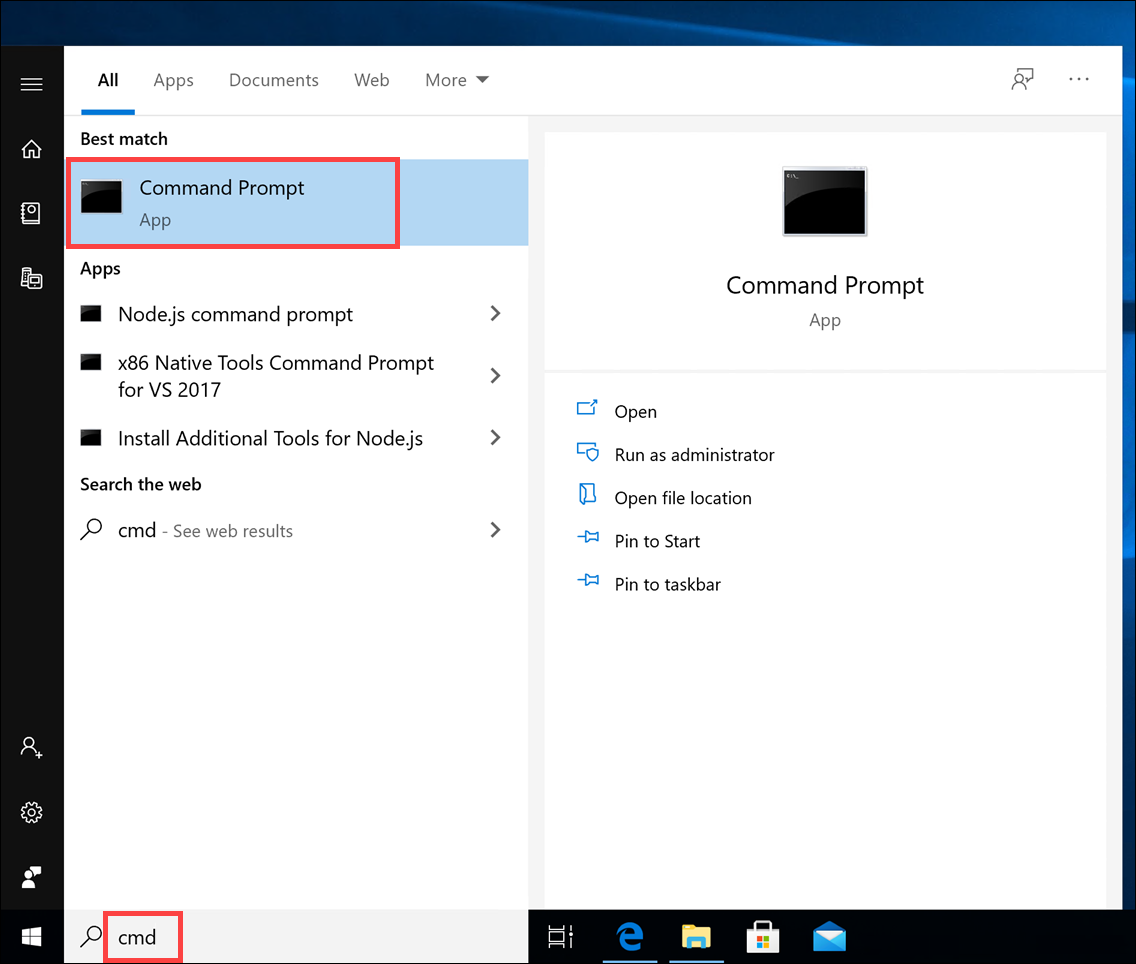 All Apps Documents Web More
Best match
Command Prompt
App
Apps
Node.js command prompt
x86 Native Tools Command Prompt
for VS 2017
Install Additional Tools for Node.js
Search the web
cmd - See web results
Command Prompt
App
Open
Run as administrator
Open file location
Pin to Start
Pin to taskbar
cmd